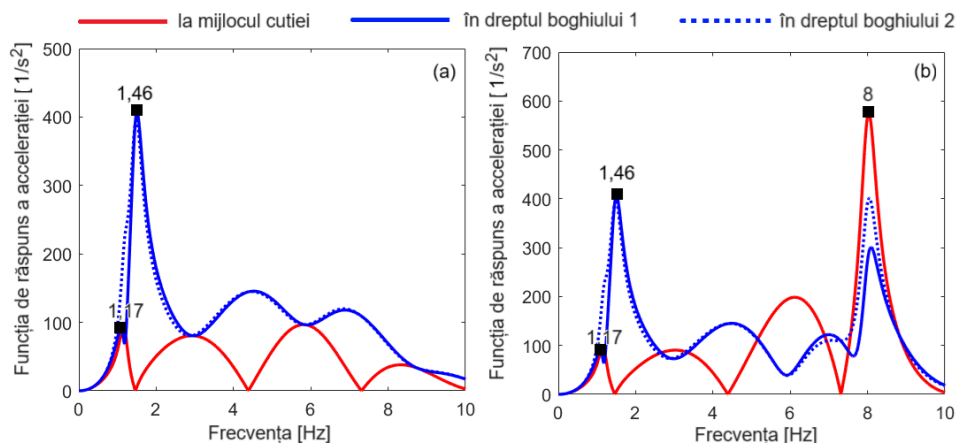 la mijlocul cutiei
în dreptul boghiului 1
în dreptul boghiului 2
(a)
Funcția de răspuns a accelerației [ 1/s²]
500
400
300
200
100
0
1,46
1,17
0 2 4 6 8 10
Frecvența [Hz]
(b)
Funcția de răspuns a accelerației [ 1/s²]
700
600
500
400
300
200
100
0
1,46
1,17
8
0 2 4 6 8 10
Frecvența [Hz]